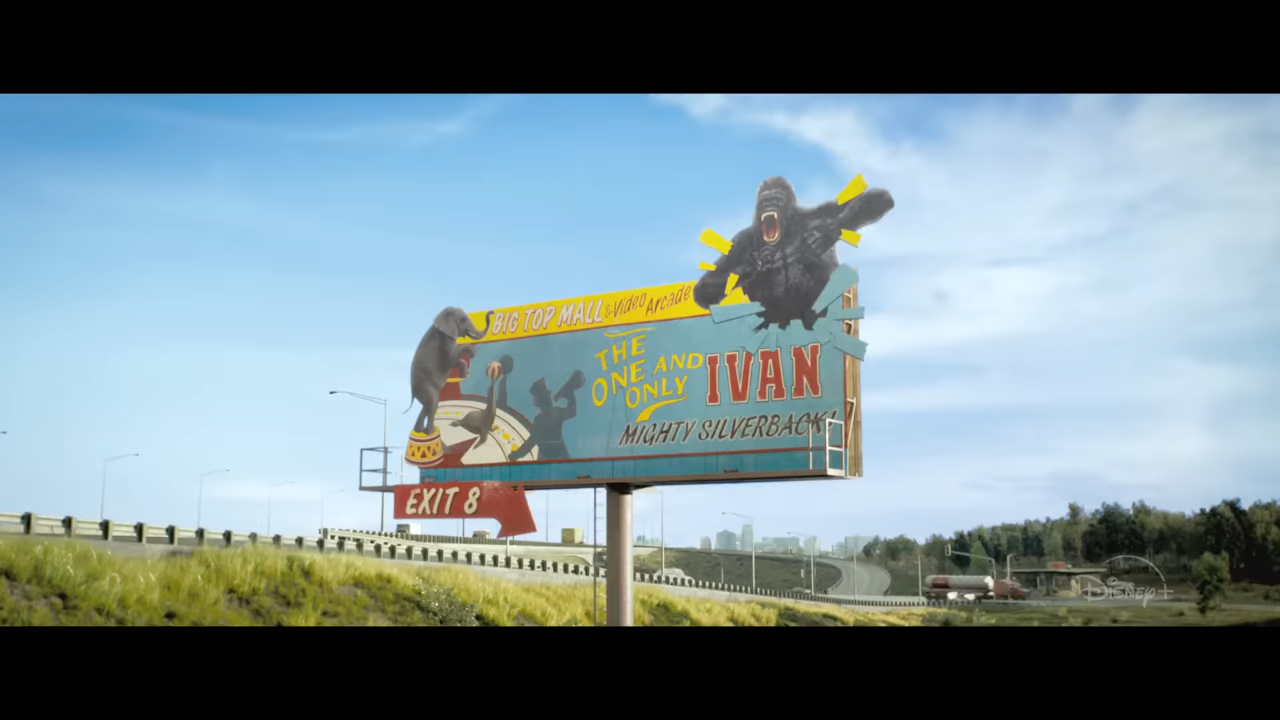 BIG TOP MALL & Video Arcade
THE
ONE AND
ONLY
IVAN
MIGHTY SILVERBACK!
EXIT 8
Disney+